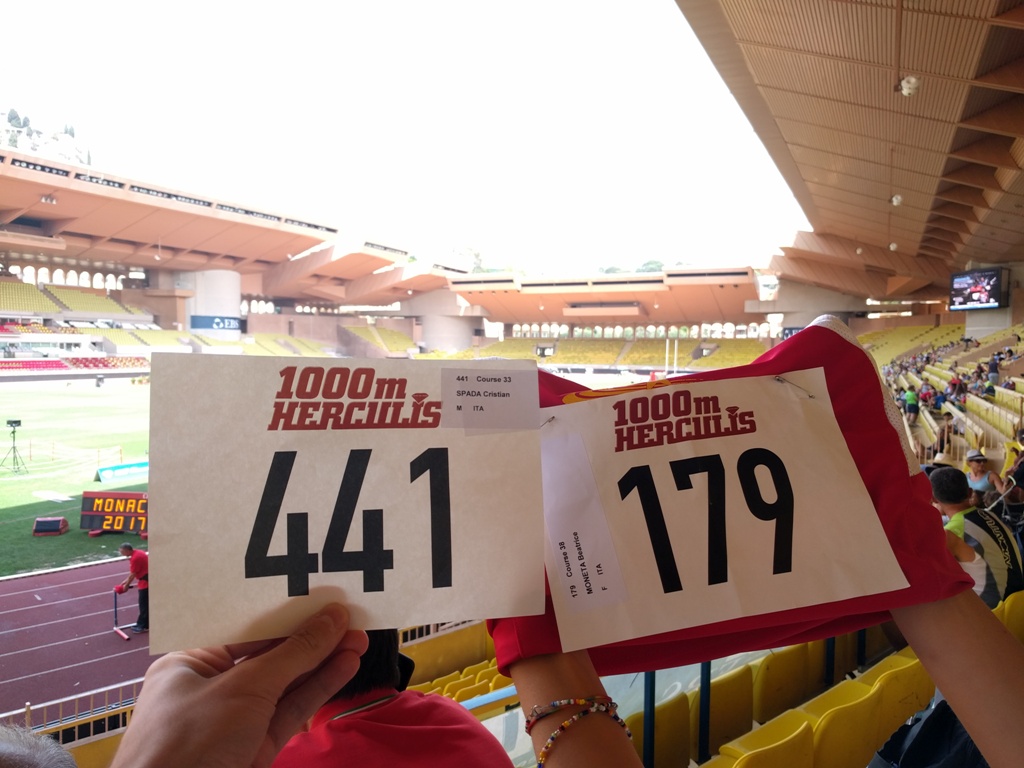 1000m
HERCULIS
441 Course 33
SPADA Cristian
M ITA
441
1000m
HERCULIS
179 Course 38
MONETA Beatrice
F ITA
179
MONAC
2017
EBS